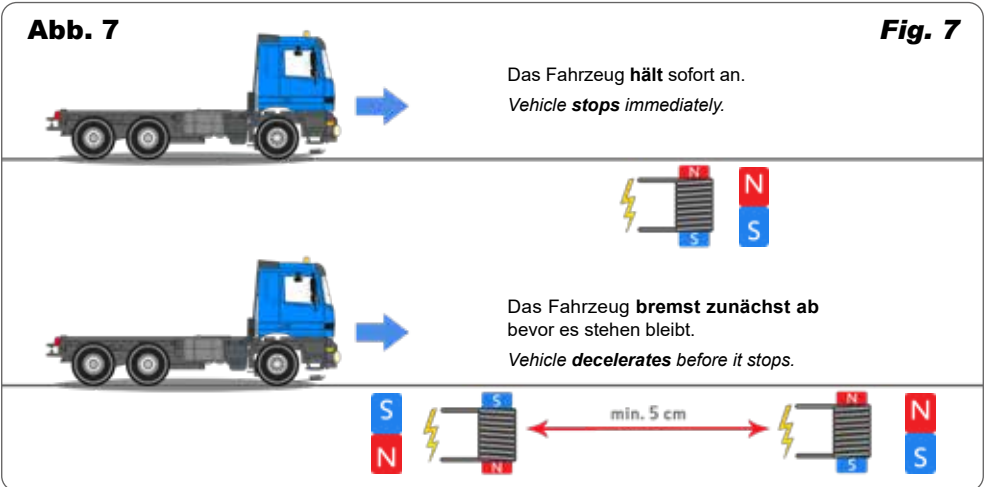 Abb. 7
Fig. 7
Das Fahrzeug hält sofort an.
Vehicle stops immediately.
N
S
N
S
Das Fahrzeug bremst zunächst ab
bevor es stehen bleibt.
Vehicle decelerates before it stops.
S
N
S
N
min. 5 cm
N
S
N
S